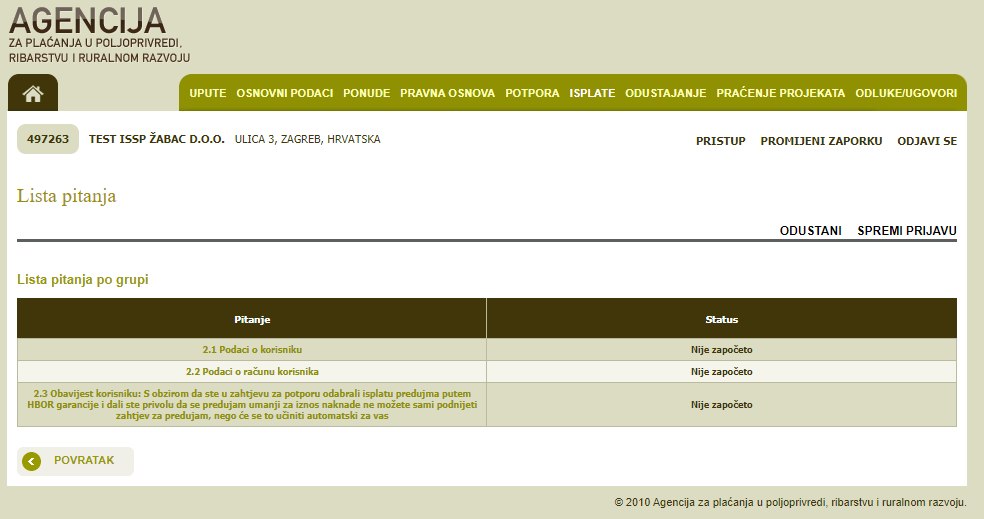 AGENCIJA
ZA PLAĆANJA U POLJOPRIVREDI,
RIBARSTVU I RURALNOM RAZVOJU
UPUTE OSNOVNI PODACI PONUDE PRAVNA OSNOVA POTPORA ISPLATE ODUSTAJANJE PRAĆENJE PROJEKATA ODLUKE/UGOVORI
497263 TEST ISSP ŽABAC D.O.O. ULICA 3, ZAGREB, HRVATSKA
PRISTUP PROMIJENI ZAPORKU ODJAVI SE
Lista pitanja
ODUSTANI SPREMI PRIJAVU
Lista pitanja po grupi
Pitanje Status
2.1 Podaci o korisniku Nije započeto
2.2 Podaci o računu korisnika Nije započeto
2.3 Obavijest korisniku: S obzirom da ste u zahtjevu za potporu odabrali isplatu predujma putem
HBOR garancije i dali ste privolu da se predujam umanji za iznos naknade ne možete sami podnijeti
zahtjev za predujam, nego će se to učiniti automatski za vas
Nije započeto
POVRATAK
© 2010 Agencija za plaćanja u poljoprivredi, ribarstvu i ruralnom razvoju.